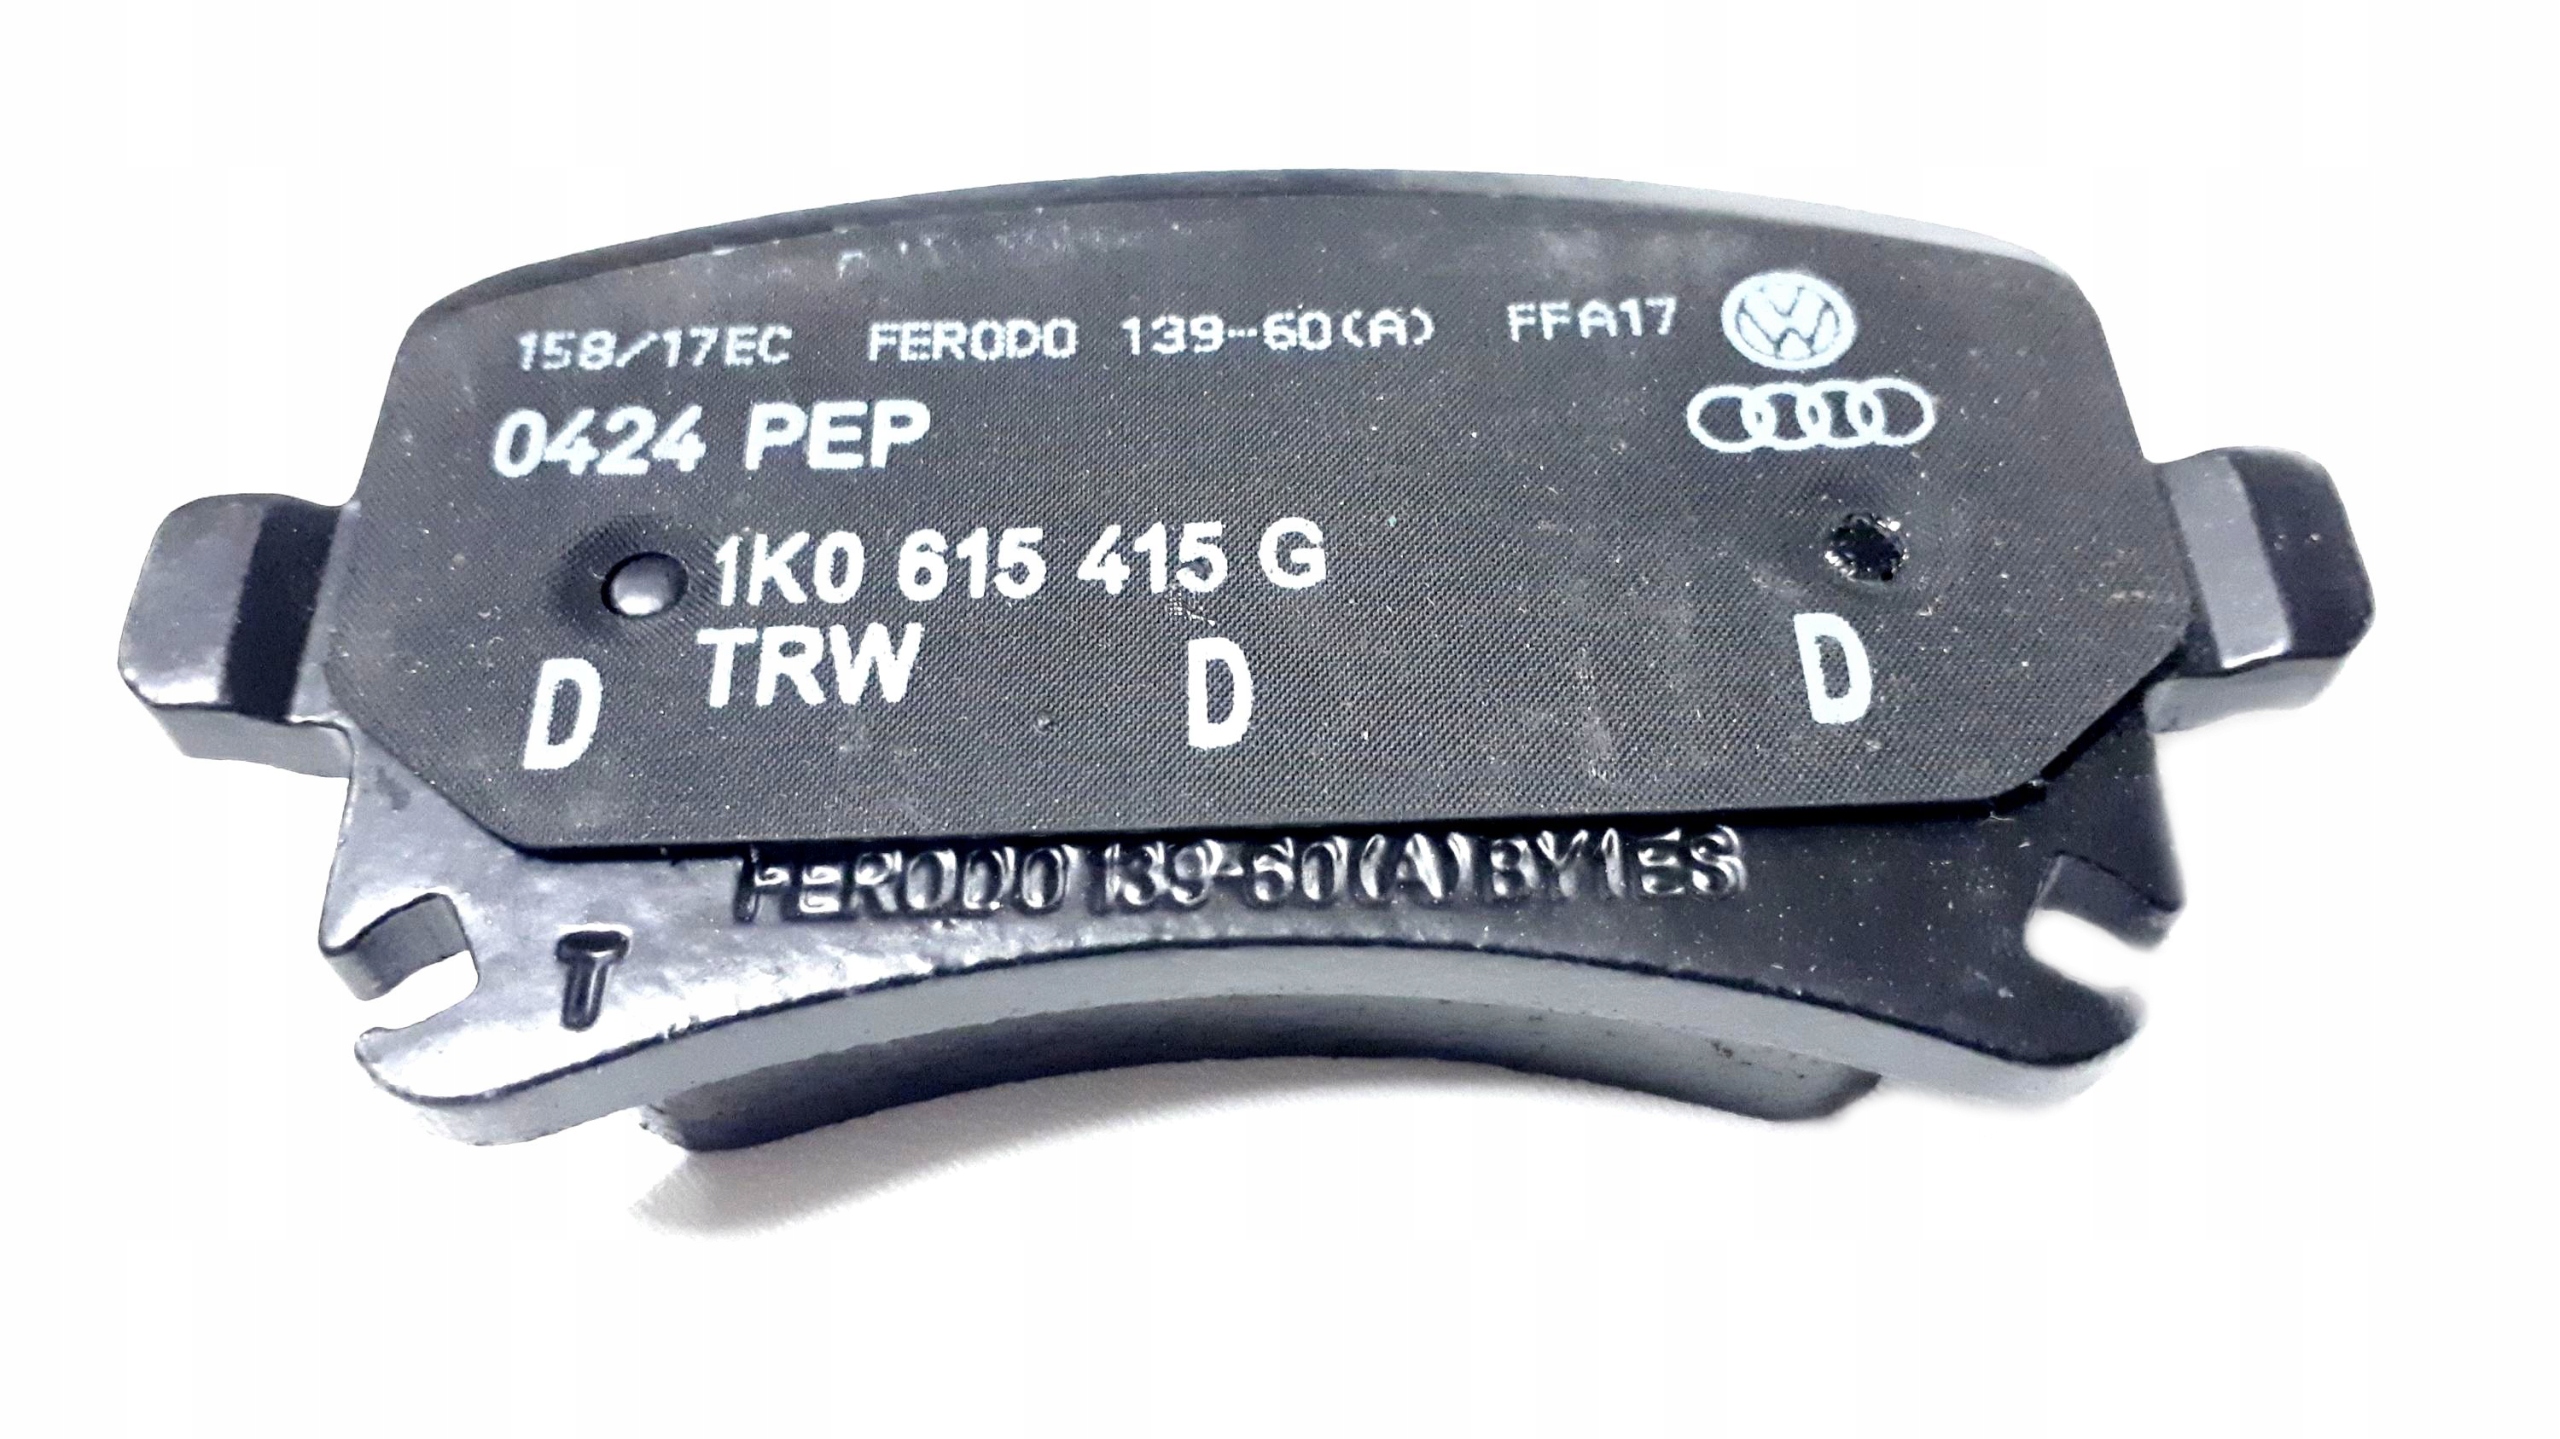 158/17EC FERODO 139-60(A) FFA17
0424 PEP
1K0 615 415 G
TRW
D D D
FERODO 139-60(A) BY1ES
T